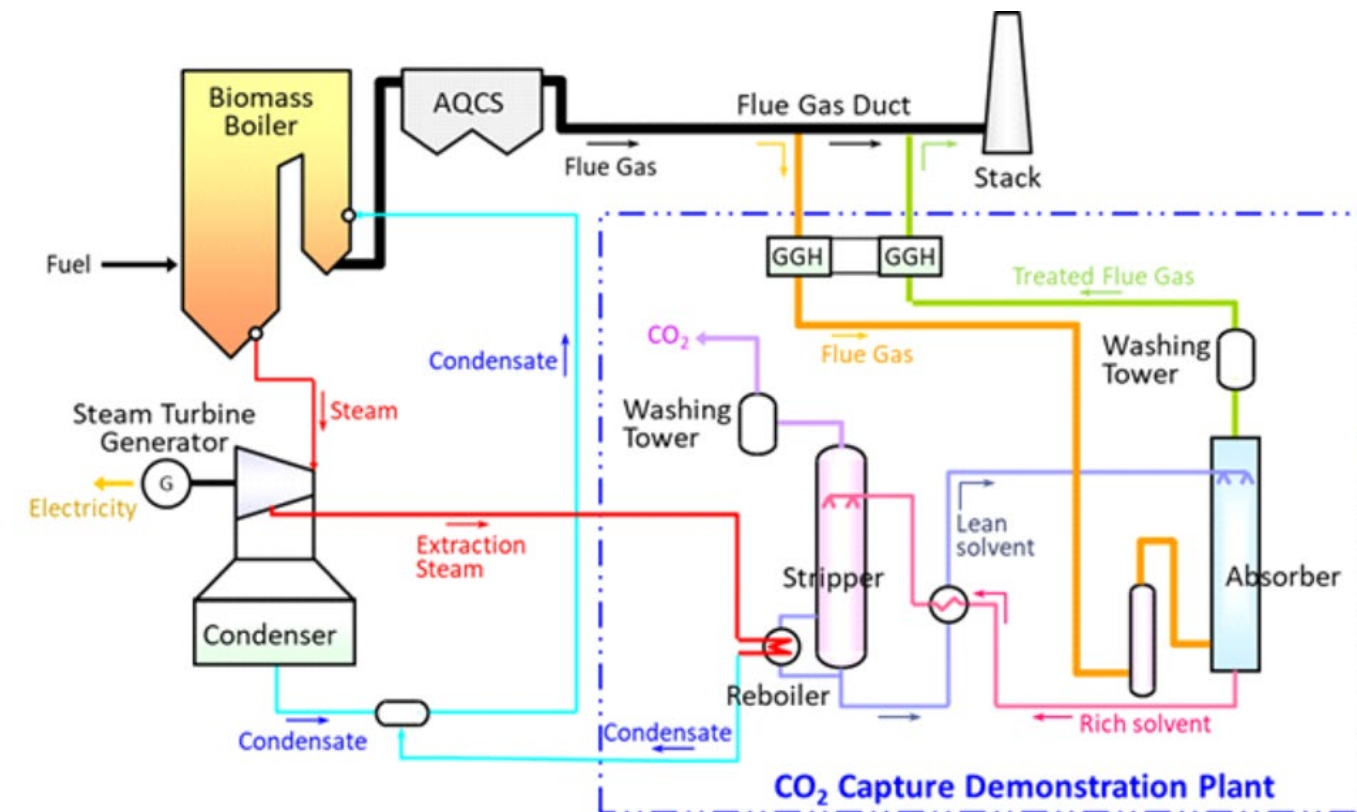 Biomass
Boiler
AQCS
Flue Gas Duct
Flue Gas
Stack
Fuel
GGH
GGH
Treated Flue Gas
CO₂
Flue Gas
Washing
Tower
Condensate
Steam Turbine
Generator
Steam
Washing
Tower
G
Electricity
Extraction
Steam
Lean
solvent
Stripper
Absorber
Condenser
Reboiler
Condensate
Condensate
Rich solvent
CO₂ Capture Demonstration Plant